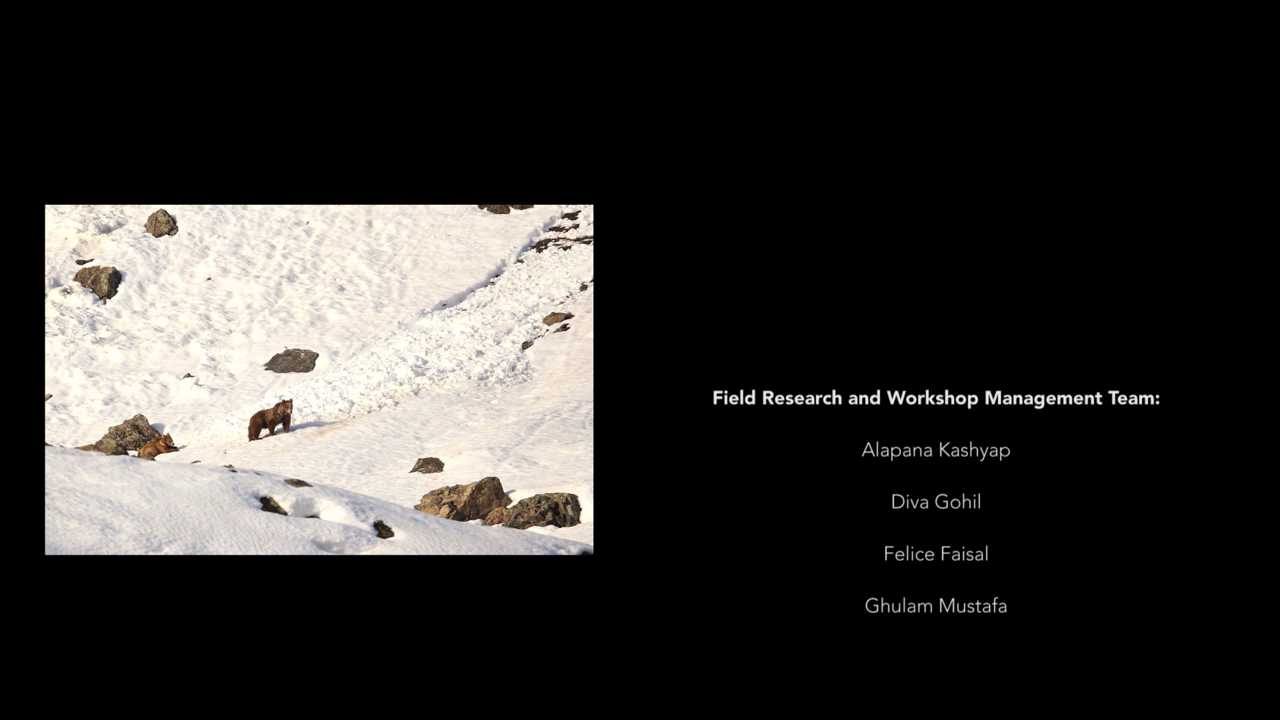 Field Research and Workshop Management Team:
Alapana Kashyap
Diva Gohil
Felice Faisal
Ghulam Mustafa